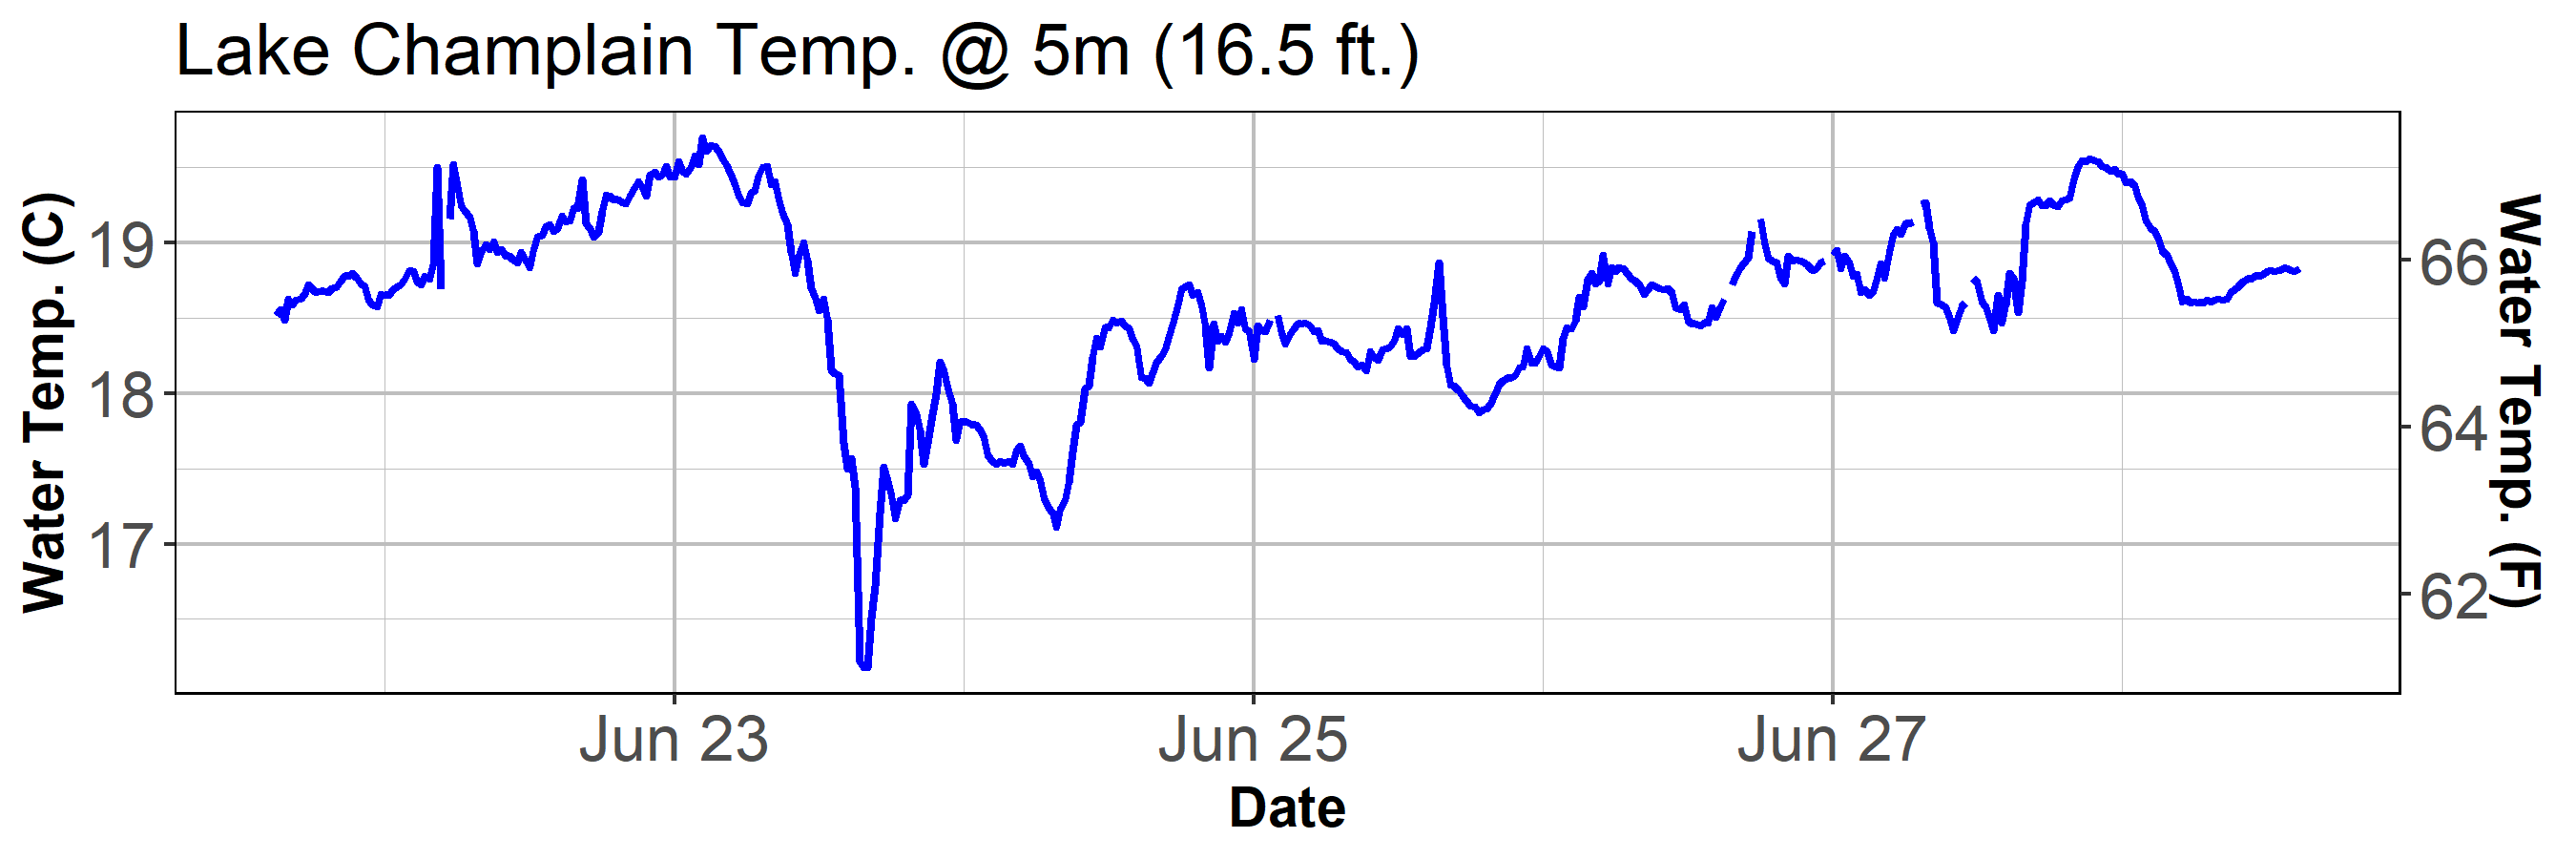 Lake Champlain Temp. @ 5m (16.5 ft.)
Water Temp. (C)
19
18
17
66
64
62
Water Temp. (F)
Jun 23 Jun 25 Jun 27
Date